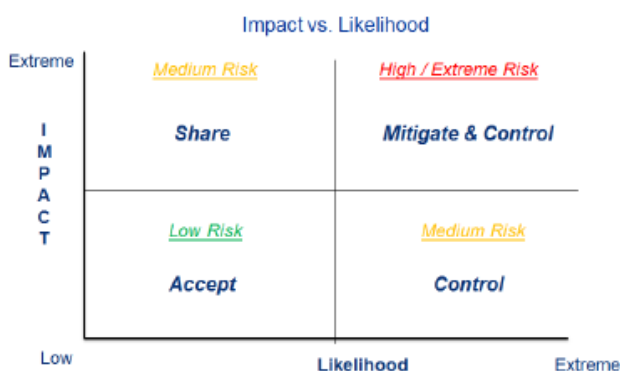 Impact vs. Likelihood
Extreme
Medium Risk
High / Extreme Risk
IMPACT
Share
Mitigate & Control
Low Risk
Medium Risk
Accept
Control
Low
Likelihood
Extreme